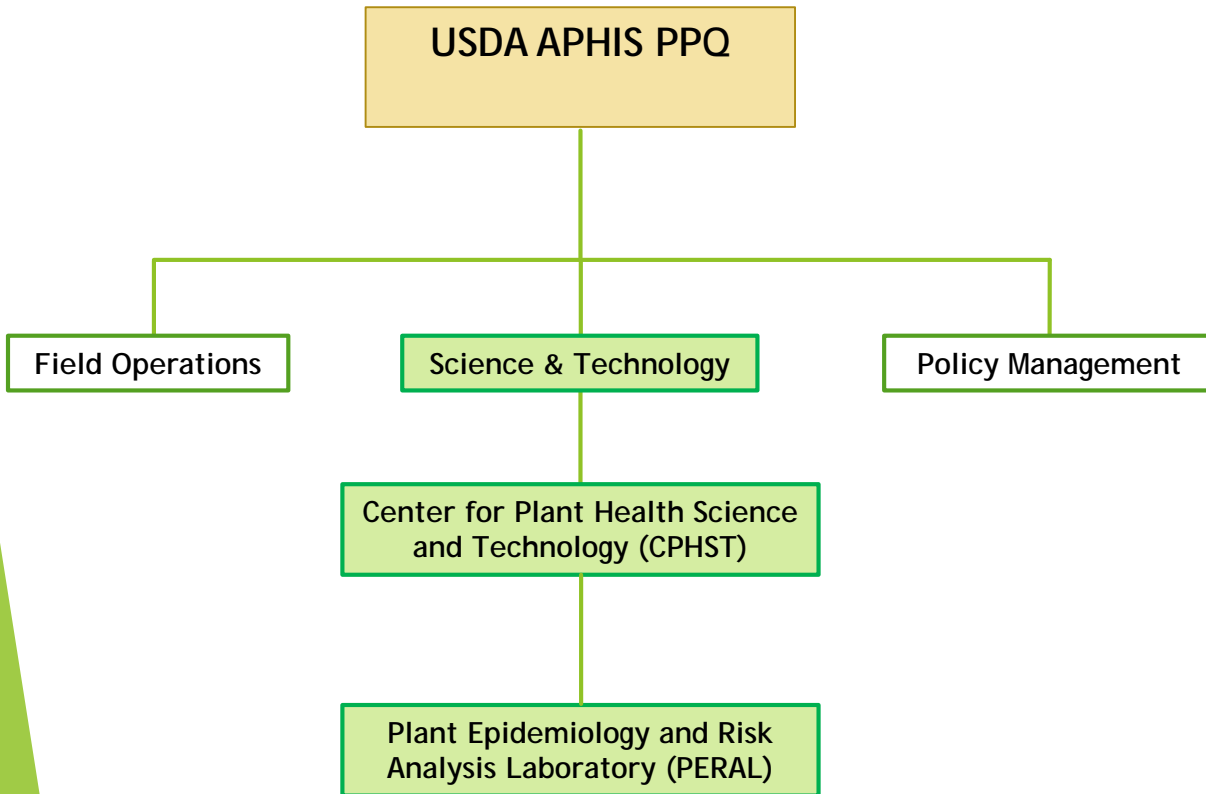 USDA APHIS PPQ
Field Operations
Science & Technology
Policy Management
Center for Plant Health Science
and Technology (CPHST)
Plant Epidemiology and Risk
Analysis Laboratory (PERAL)